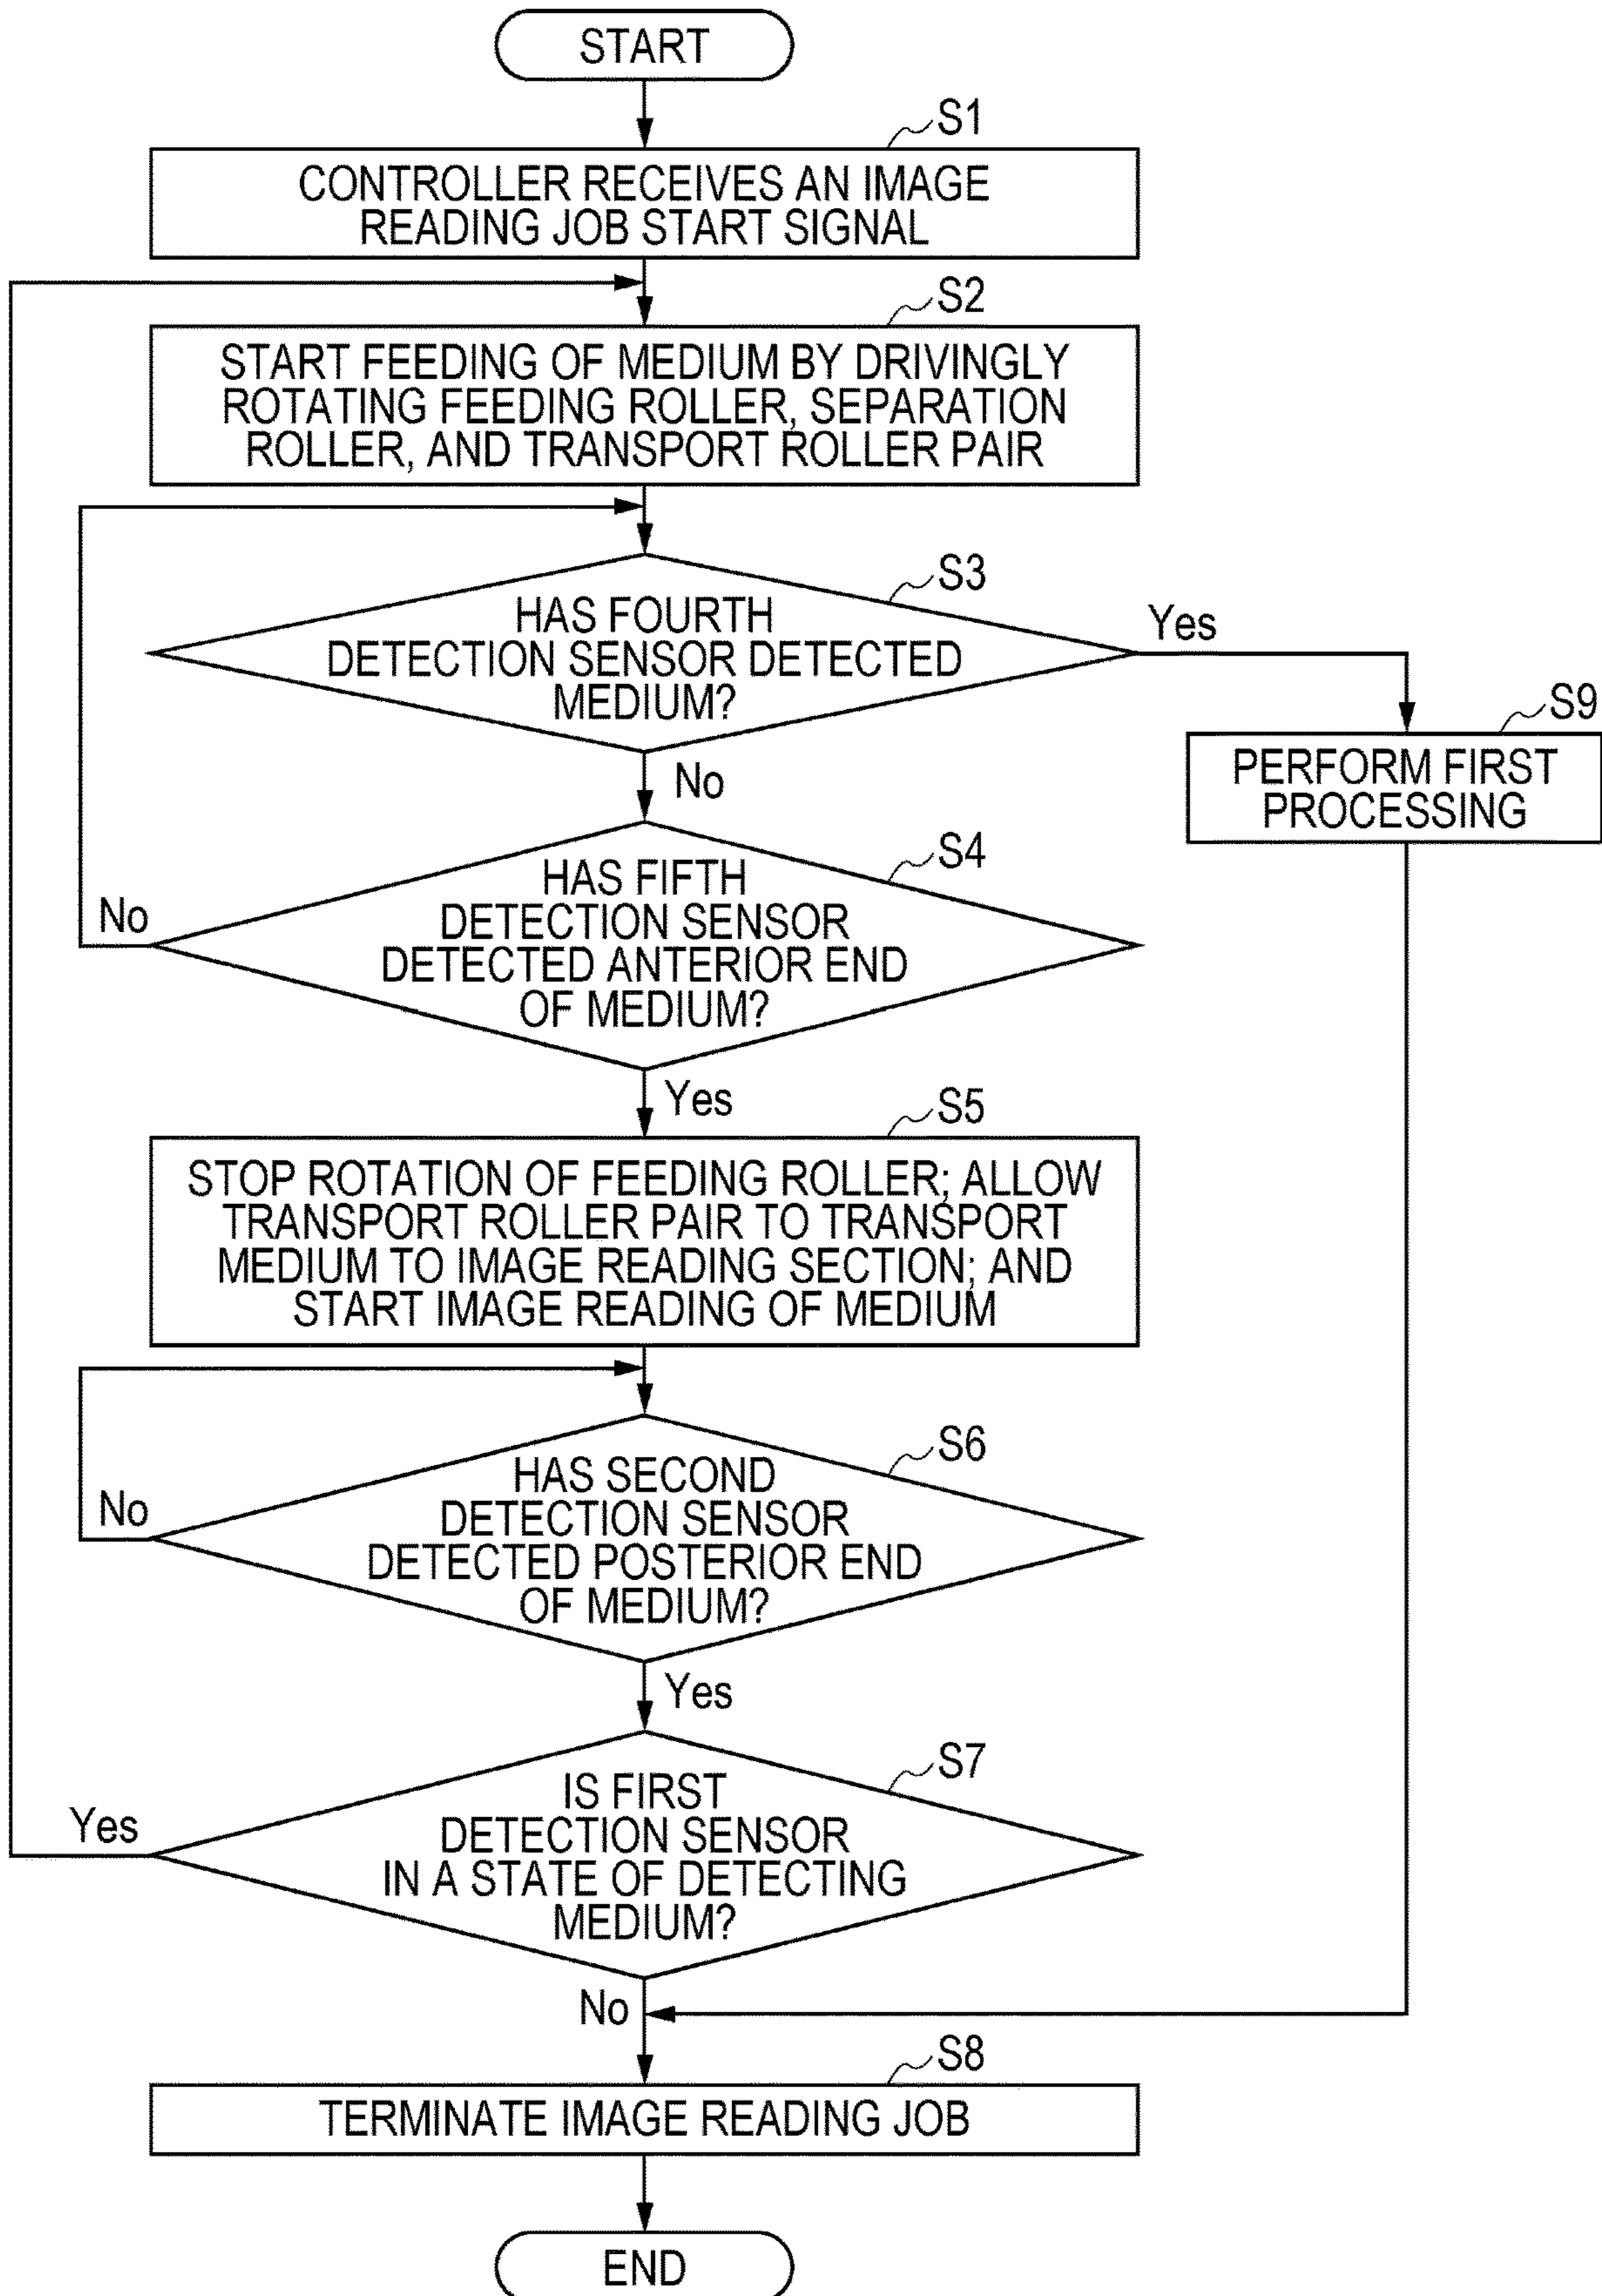 START
S1
CONTROLLER RECEIVES AN IMAGE
READING JOB START SIGNAL
S2
START FEEDING OF MEDIUM BY DRIVINGLY
ROTATING FEEDING ROLLER, SEPARATION
ROLLER, AND TRANSPORT ROLLER PAIR
S3
HAS FOURTH
DETECTION SENSOR DETECTED
MEDIUM?
Yes
No
S9
PERFORM FIRST
PROCESSING
S4
HAS FIFTH
DETECTION SENSOR
DETECTED ANTERIOR END
OF MEDIUM?
No
Yes
S5
STOP ROTATION OF FEEDING ROLLER; ALLOW
TRANSPORT ROLLER PAIR TO TRANSPORT
MEDIUM TO IMAGE READING SECTION; AND
START IMAGE READING OF MEDIUM
S6
HAS SECOND
DETECTION SENSOR
DETECTED POSTERIOR END
OF MEDIUM?
No
Yes
S7
IS FIRST
DETECTION SENSOR
IN A STATE OF DETECTING
MEDIUM?
Yes
No
S8
TERMINATE IMAGE READING JOB
END